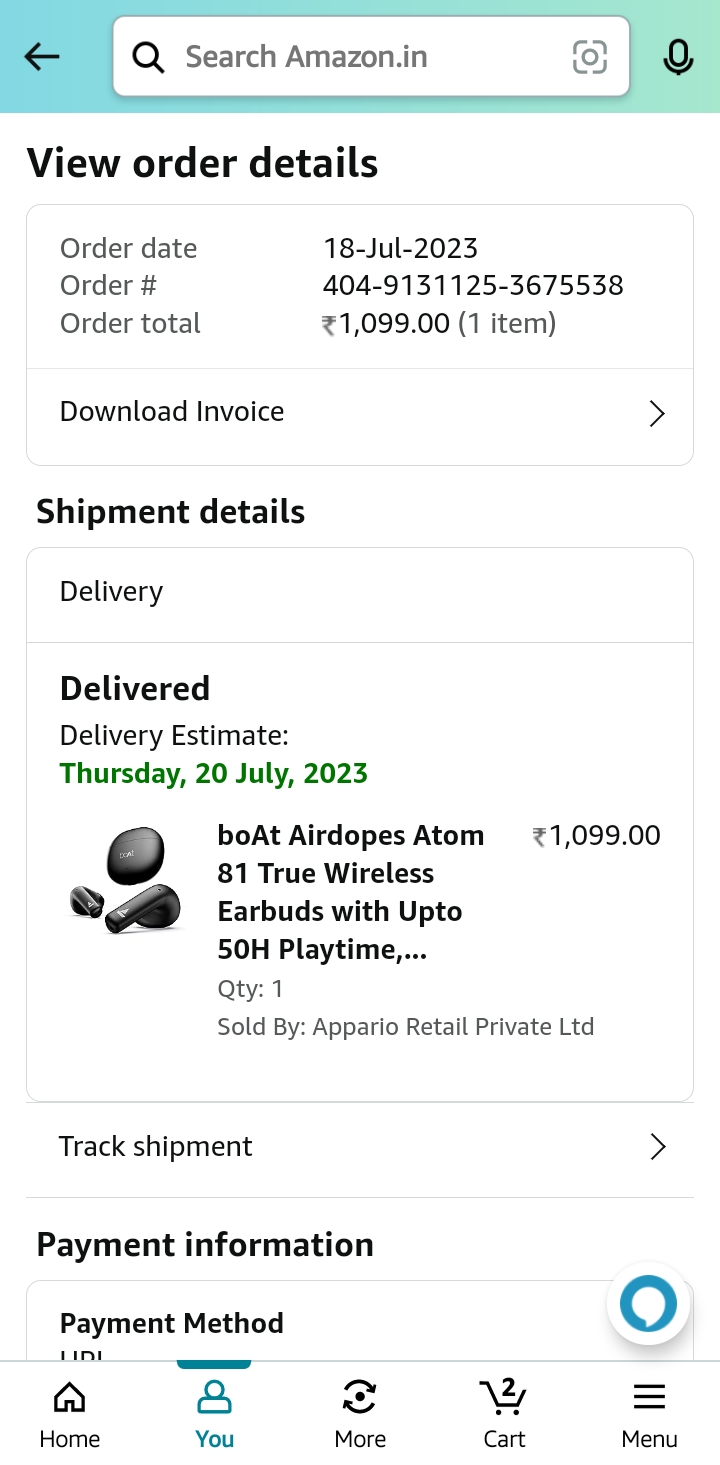 Search Amazon.in
View order details
Order date 18-Jul-2023
Order # 404-9131125-3675538
Order total ₹1,099.00 (1 item)
Download Invoice
Shipment details
Delivery
Delivered
Delivery Estimate:
Thursday, 20 July, 2023
boAt Airdopes Atom ₹1,099.00
81 True Wireless
Earbuds with Upto
50H Playtime,...
Qty: 1
Sold By: Appario Retail Private Ltd
Track shipment
Payment information
Payment Method
UPI
2
Home You More Cart Menu